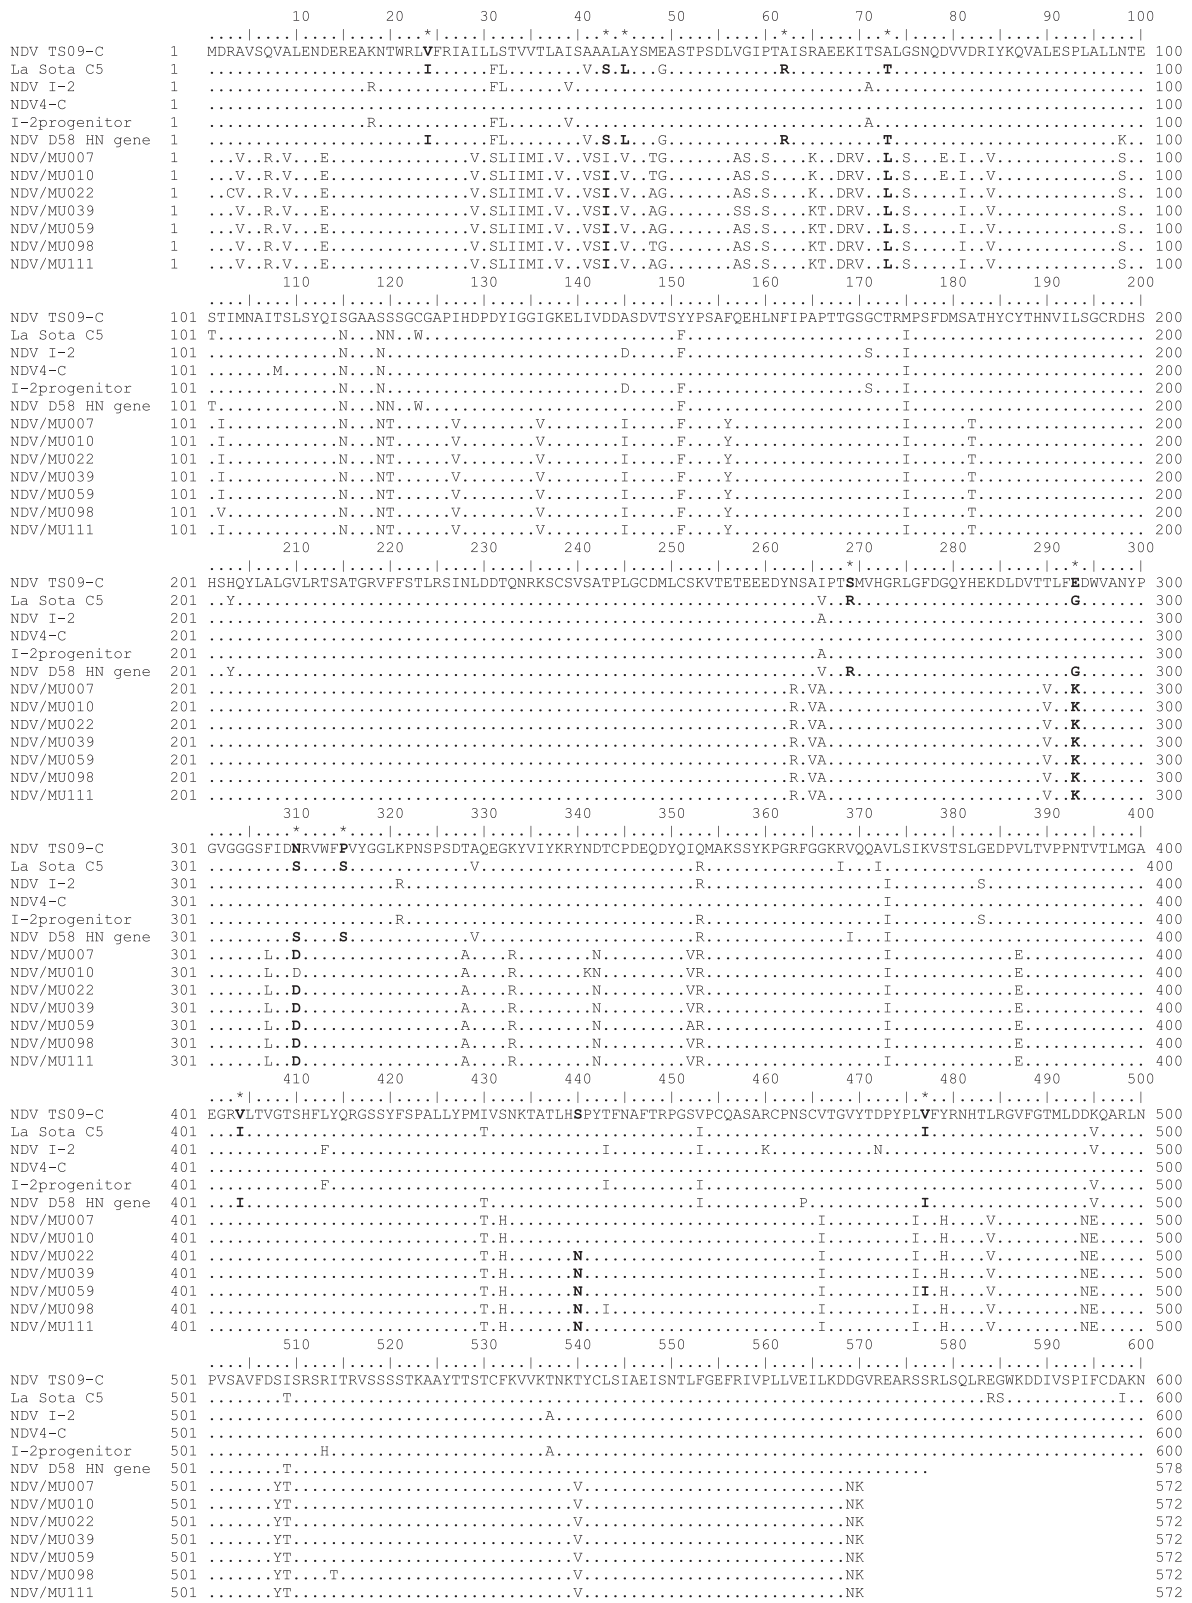 10 20 30 40 50 60 70 80 90 100
* * * * *
NDV TS09-C 1 MDRAVSQVALENDEREAKNTWRLVFRIAILLSTVVTLAISAAALAYSMEASTPSDLVGIPTAISRAEEKITSALGSNQDVVDRIYKQVALESPLALLNTE 100
La Sota C5 1 .......................I......FL........V.S.L...G............R..........T........................... 100
NDV I-2 1 .................R............FL......V...............................A............................. 100
NDV4-C 1 .................................................................................................... 100
I-2progenitor 1 .................R............FL......V...............................A............................. 100
NDV D58 HN gene 1 .......................I......FL........V.S.L...G............R..........T........................K.. 100
NDV/MU007 1 ...V..R.V...E...............V.SLIIMI.V..VSI.V..TG.......AS.S....K..DRV..L.S...E.I..V.............S.. 100
NDV/MU010 1 ...V..R.V...E...............V.SLIIMI.V..VSI.V..TG.......AS.S....K..DRV..L.S...E.I..V.............S.. 100
NDV/MU022 1 ..CV..R.V...E...............V.SLIIMI.V..VSI.V..AG.......AS.S....K..DRV..L.S.....I..V.............S.. 100
NDV/MU039 1 ...V..R.V...E...............V.SLIIMI.V..VSI.V..AG.......AS.S....KT.DRV..L.S.....I..V.............S.. 100
NDV/MU059 1 ...V..R.V...E...............V.SLIIMI.V..VSI.V..AG.......AS.S....KT.DRV..L.S.....I..V.............S.. 100
NDV/MU098 1 ...V..R.V...E...............V.SLIIMI.V..VSI.V..TG.......AS.S....KT.DRV..L.S.....I..V.............S.. 100
NDV/MU111 1 ...V..R.V...E...............V.SLIIMI.V..VSI.V..AG.......AS.S....KT.DRV..L.S.....I..V.............S.. 100
110 120 130 140 150 160 170 180 190 200
NDV TS09-C 101 STIMNAITSLSYQISGAASSSGCGAPIHDPDYIGGIGKELIVDDASDVTSYYPSAFQEHLNFIPAPTTGSGCTRMPSFDMSATHYCYTHNVILSGCRDHS 200
La Sota C5 101 T.............N...NN..W...........................F.......................I......................... 200
NDV I-2 101 ..............N...N.........................D.....F...................S...I......................... 200
NDV4-C 101 .......M......N...N.......................................................I......................... 200
I-2progenitor 101 ..............N...N.........................D.....F...................S...I......................... 200
NDV D58 HN gene 101 T.............N...NN..W...........................F.......................I......................... 200
NDV/MU007 101 .I............N...NT......V........V........I.....F....Y..................I......T.................. 200
NDV/MU010 101 .I............N...NT......V........V........I.....F....Y..................I......T.................. 200
NDV/MU022 101 .I............N...NT......V........V........I.....F....Y..................I......T.................. 200
NDV/MU039 101 .I............N...NT......V........V........I.....F....Y..................I......T.................. 200
NDV/MU059 101 .I............N...NT......V........V........I.....F....Y..................I......T.................. 200
NDV/MU098 101 .V............N...NT......V........V........I.....F....Y..................I......T.................. 200
NDV/MU111 101 .I............N...NT......V........V........I.....F....Y..................I......T.................. 200
210 220 230 240 250 260 270 280 290 300
* *
NDV TS09-C 201 HSHQYLALGVLRTSATGRVFFSTLRSINLDDTQNRKSCSVSATPLGCDMLCSKVTETEEEDYNSAIPTSMVHGRLGFDGQYHEKDLDVTTLFEDWVANYP 300
La Sota C5 201 ..Y..............................................................V..R.......................G....... 300
NDV I-2 201 .................................................................A.................................. 300
NDV4-C 201 .................................................................................................... 300
I-2progenitor 201 .................................................................A.................................. 300
NDV D58 HN gene 201 ..Y..............................................................V..R.......................G....... 300
NDV/MU007 201 ..............................................................R.VA.......................V..K....... 300
NDV/MU010 201 ..............................................................R.VA.......................V..K....... 300
NDV/MU022 201 ..............................................................R.VA.......................V..K....... 300
NDV/MU039 201 ..............................................................R.VA.......................V..K....... 300
NDV/MU059 201 ..............................................................R.VA.......................V..K....... 300
NDV/MU098 201 ..............................................................R.VA.......................V..K....... 300
NDV/MU111 201 ..............................................................R.VA.......................V..K....... 300
310 320 330 340 350 360 370 380 390 400
* *
NDV TS09-C 301 GVGGGSFIDNRVWFPVYGGLKPNSPSDTAQEGKYVIYKRYNDTCPDEQDYQIQMAKSSYKPGRFGGKRVQQAVLSIKVSTSLGEDPVLTVPPNTVTLMGA 400
La Sota C5 301 .........S....S.............V.......................R..............I...I............................ 400
NDV I-2 301 ....................R...............................R...................I.........S................. 400
NDV4-C 301 ........................................................................I........................... 400
I-2progenitor 301 ....................R...............................R...................I.........S................. 400
NDV D58 HN gene 301 .........S....S.............V.......................R...............I...I........................... 400
NDV/MU007 301 ......L..D.................A....R........N.........VR...................I.............E............. 400
NDV/MU010 301 ......L..D.................A....R.......KN.........VR...................I.............E............. 400
NDV/MU022 301 ......L..D.................A....R........N.........VR...................I.............E............. 400
NDV/MU039 301 ......L..D.................A....R........N.........VR...................I.............E............. 400
NDV/MU059 301 ......L..D.................A....R........N.........AR...................I.............E............. 400
NDV/MU098 301 ......L..D.................A....R........N.........VR...................I.............E............. 400
NDV/MU111 301 ......L..D.................A....R........N.........VR...................I.............E............. 400
410 420 430 440 450 460 470 480 490 500
* *
NDV TS09-C 401 EGRVLTVGTSHFLYQRGSSYFSPALLYPMIVSNKTATLHSPYTFNAFTRPGSVPCQASARCPNSCVTGVYTDPYPLVFYRNHTLRGVFGTMLDDKQARLN 500
La Sota C5 401 ...I.........................T......................I.......................I.................V..... 500
NDV I-2 401 ............F.............................I.........I......A...........N......................V..... 500
NDV4-C 401 .................................................................................................... 500
I-2progenitor 401 ............F.............................I.........I.........................................V..... 500
NDV D58 HN gene 401 ...I.........................T......................I..........P............I.................V..... 500
NDV/MU007 401 .............................T.H.................................I.........I..H....V.........NE..... 500
NDV/MU010 401 .............................T.H.................................I.........I..H....V.........NE..... 500
NDV/MU022 401 .............................T.H.......N.........................I.........I..H....V.........NE..... 500
NDV/MU039 401 .............................T.H.......N.........................I.........I..H....V.........NE..... 500
NDV/MU059 401 .............................T.H.......N.........................I.........II.H....V.........NE..... 500
NDV/MU098 401 .............................T.H.......N..I......................I.........I..H....V.........NE..... 500
NDV/MU111 401 .............................T.H.......N.........................I.........I..H....V.........NE..... 500
510 520 530 540 550 560 570 580 590 600
NDV TS09-C 501 PVSAVFDSISRSRITRVSSSSTKAAYTTSTCFKVVKTNKTYCLSIAEISNTLFGEFRIVPLLVEILKDDGVREARSSRLSQLREGWKDDIVSPIFCDAKN 600
La Sota C5 501 ........T..........................................................................RS............I.. 600
NDV I-2 501 ....................................A............................................................... 600
NDV4-C 501 .................................................................................................... 600
I-2progenitor 501 ............H.......................A............................................................... 600
NDV D58 HN gene 501 ........T.................................................................... 578
NDV/MU007 501 .......YT..............................V............................NK 572
NDV/MU010 501 .......YT..............................V............................NK 572
NDV/MU022 501 .......YT..............................V............................NK 572
NDV/MU039 501 .......YT..............................V............................NK 572
NDV/MU059 501 .......YT..............................V............................NK 572
NDV/MU098 501 .......YT....T.........................V............................NK 572
NDV/MU111 501 .......YT..............................V............................NK 572